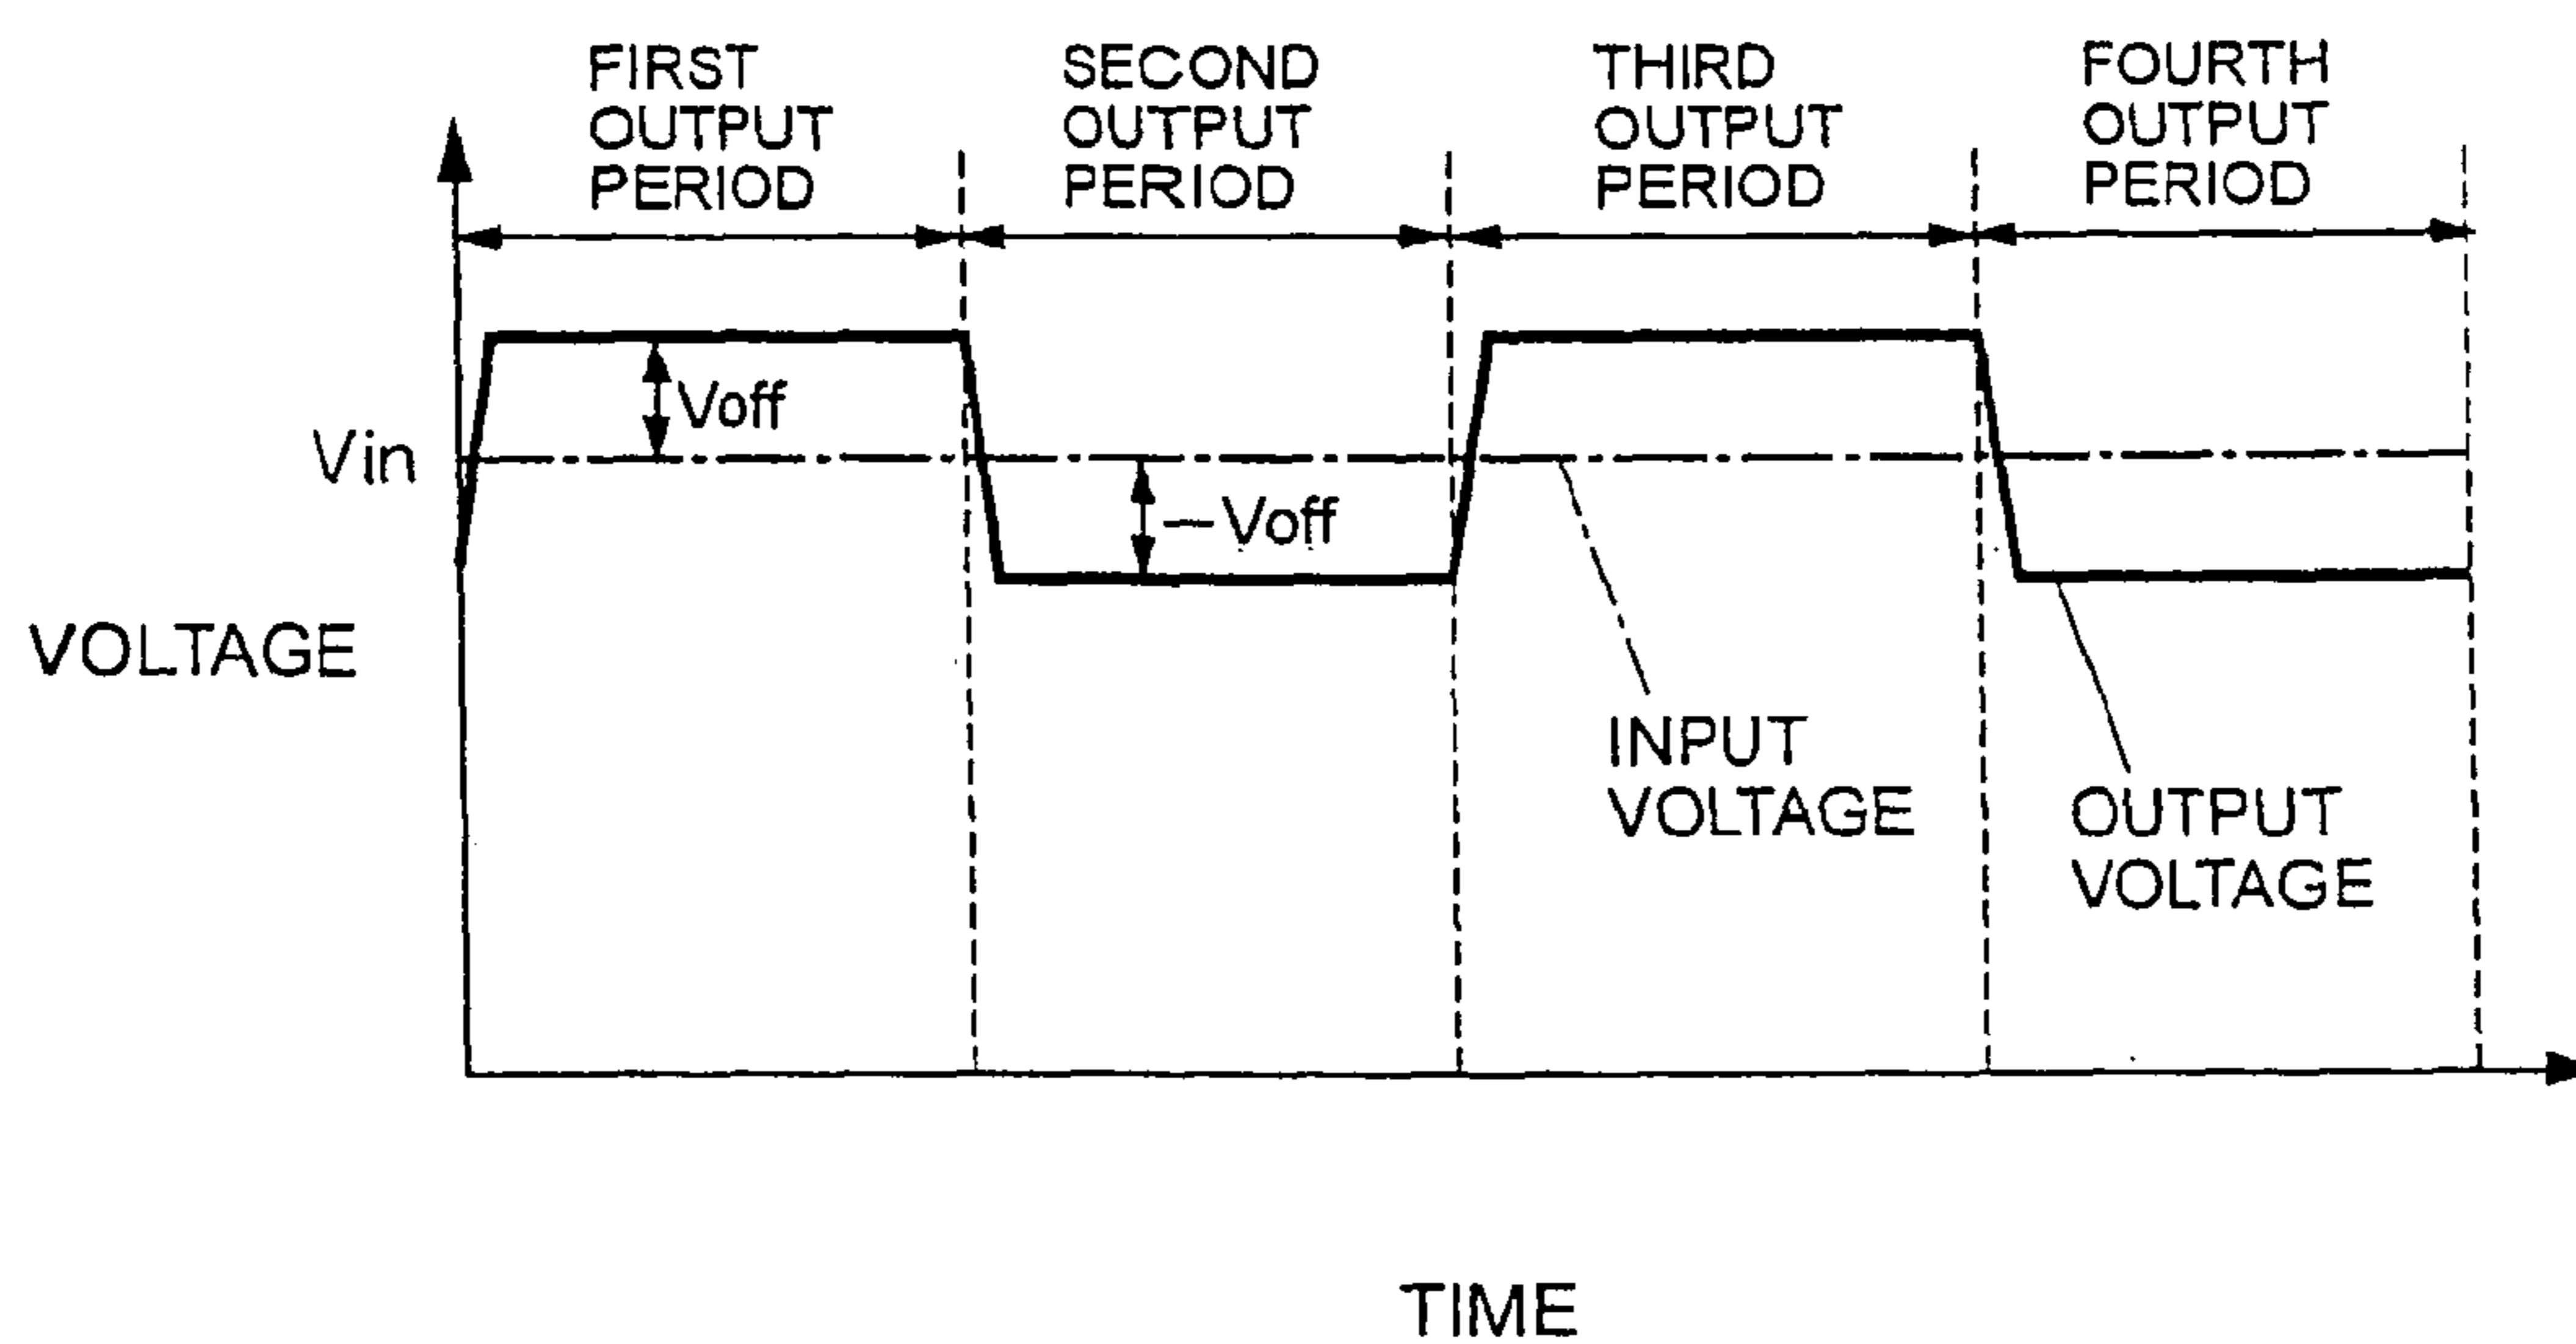 FIRST
OUTPUT
PERIOD
SECOND
OUTPUT
PERIOD
THIRD
OUTPUT
PERIOD
FOURTH
OUTPUT
PERIOD
Voff
Vin
—Voff
VOLTAGE
INPUT
VOLTAGE
OUTPUT
VOLTAGE
TIME